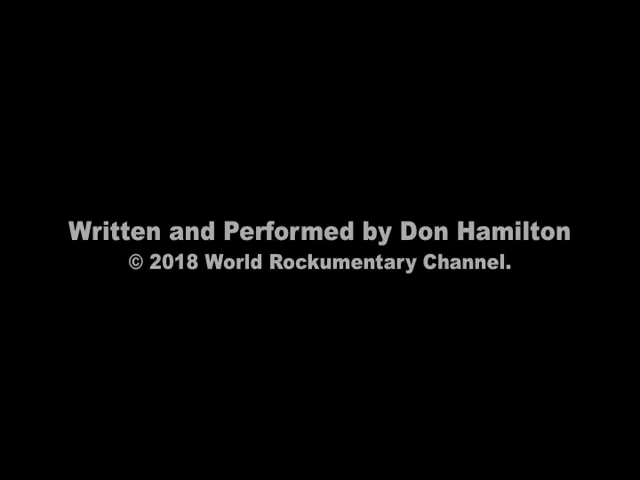 Written and Performed by Don Hamilton
© 2018 World Rockumentary Channel.